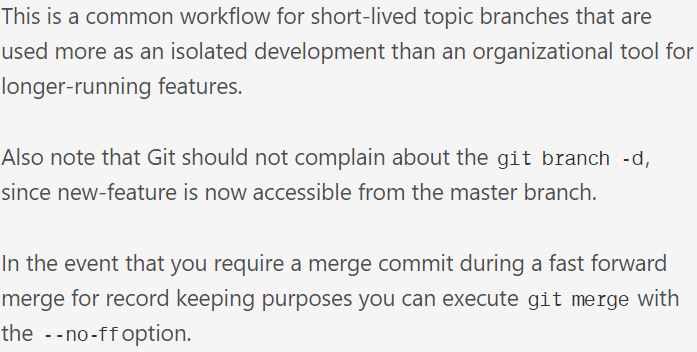 This is a common workflow for short-lived topic branches that are
used more as an isolated development than an organizational tool for
longer-running features.
Also note that Git should not complain about the git branch -d,
since new-feature is now accessible from the master branch.
In the event that you require a merge commit during a fast forward
merge for record keeping purposes you can execute git merge with
the --no-ff option.